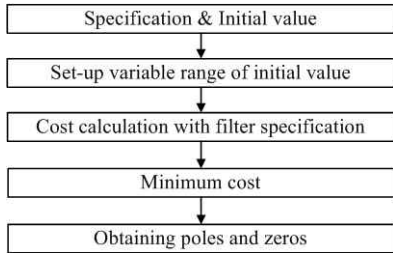 Specification & Initial value
Set-up variable range of initial value
Cost calculation with filter specification
Minimum cost
Obtaining poles and zeros